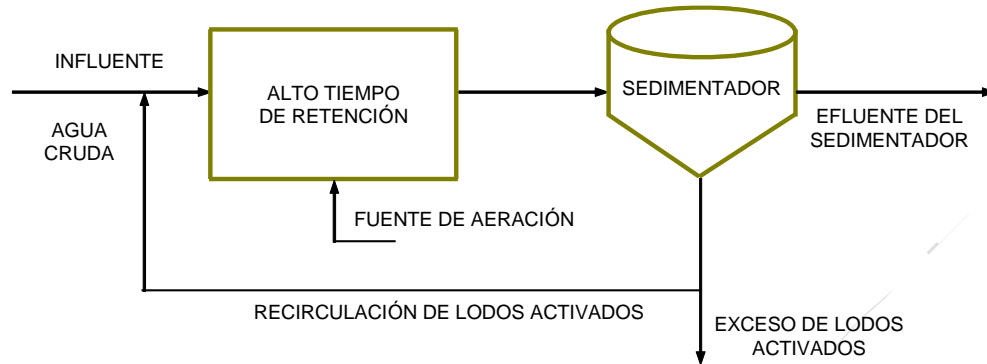 INFLUENTE
AGUA
CRUDA
ALTO TIEMPO
DE RETENCIÓN
SEDIMENTADOR
EFLUENTE DEL
SEDIMENTADOR
FUENTE DE AERACIÓN
RECIRCULACIÓN DE LODOS ACTIVADOS
EXCESO DE LODOS
ACTIVADOS